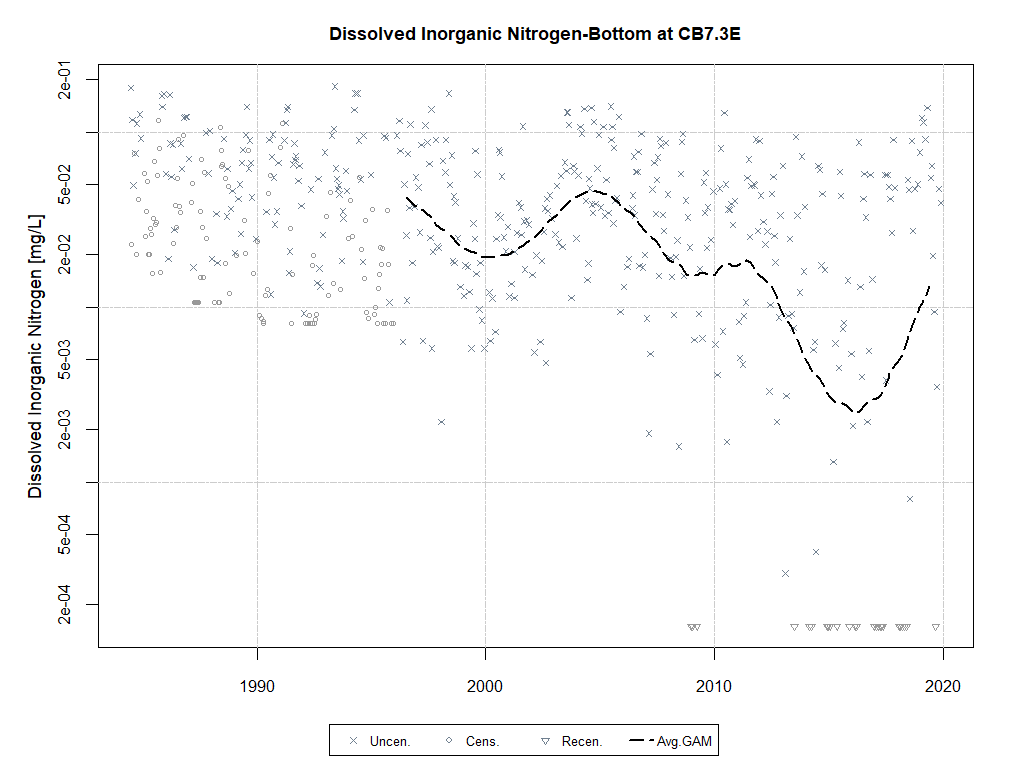 Dissolved Inorganic Nitrogen-Bottom at CB7.3E
Dissolved Inorganic Nitrogen [mg/L]
2e-01
5e-02
2e-02
5e-03
2e-03
5e-04
2e-04
1990 2000 2010 2020
Uncen. Cens. Recen. Avg.GAM